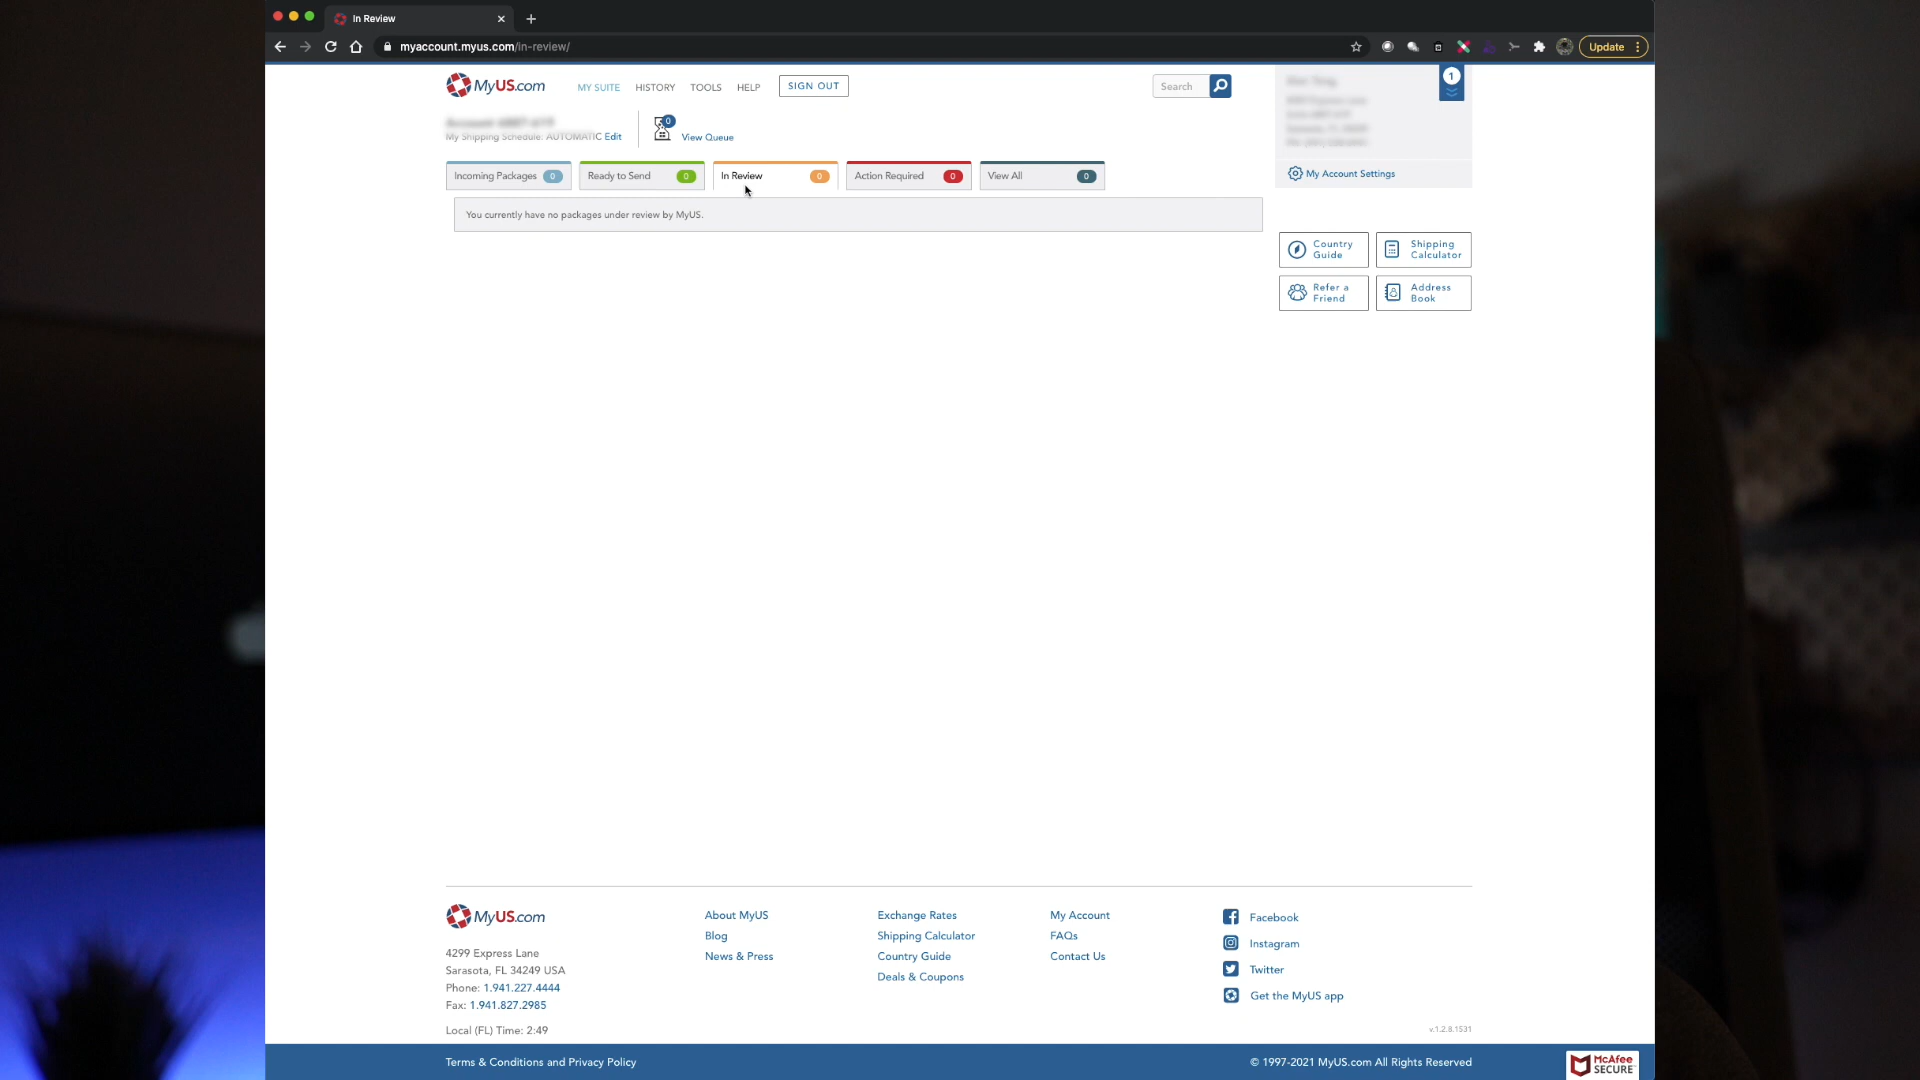 In Review
myaccount.myus.com/in-review/
Update
MyUS.com
MY SUITE
HISTORY
TOOLS
HELP
SIGN OUT
Search
1
My Shipping Schedule: AUTOMATIC Edit
0
View Queue
Incoming Packages 0
Ready to Send 0
In Review 0
Action Required 0
View All 0
My Account Settings
You currently have no packages under review by MyUS.
Country
Guide
Shipping
Calculator
Refer a
Friend
Address
Book
MyUS.com
4299 Express Lane
Sarasota, FL 34249 USA
Phone: 1.941.227.4444
Fax: 1.941.827.2985
Local (FL) Time: 2:49
About MyUS
Blog
News & Press
Exchange Rates
Shipping Calculator
Country Guide
Deals & Coupons
My Account
FAQs
Contact Us
Facebook
Instagram
Twitter
Get the MyUS app
v.1.2.8.1531
Terms & Conditions and Privacy Policy
© 1997-2021 MyUS.com All Rights Reserved
McAfee
SECURE